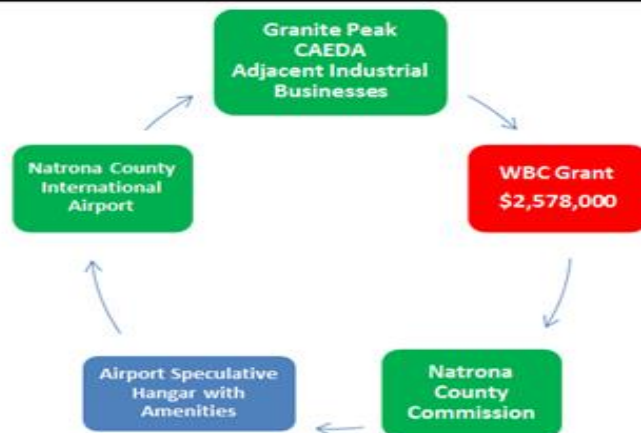 Granite Peak
CAEDA
Adjacent Industrial
Businesses
WBC Grant
$2,578,000
Natrona
County
Commission
Airport Speculative
Hangar with
Amenities
Natrona County
International
Airport